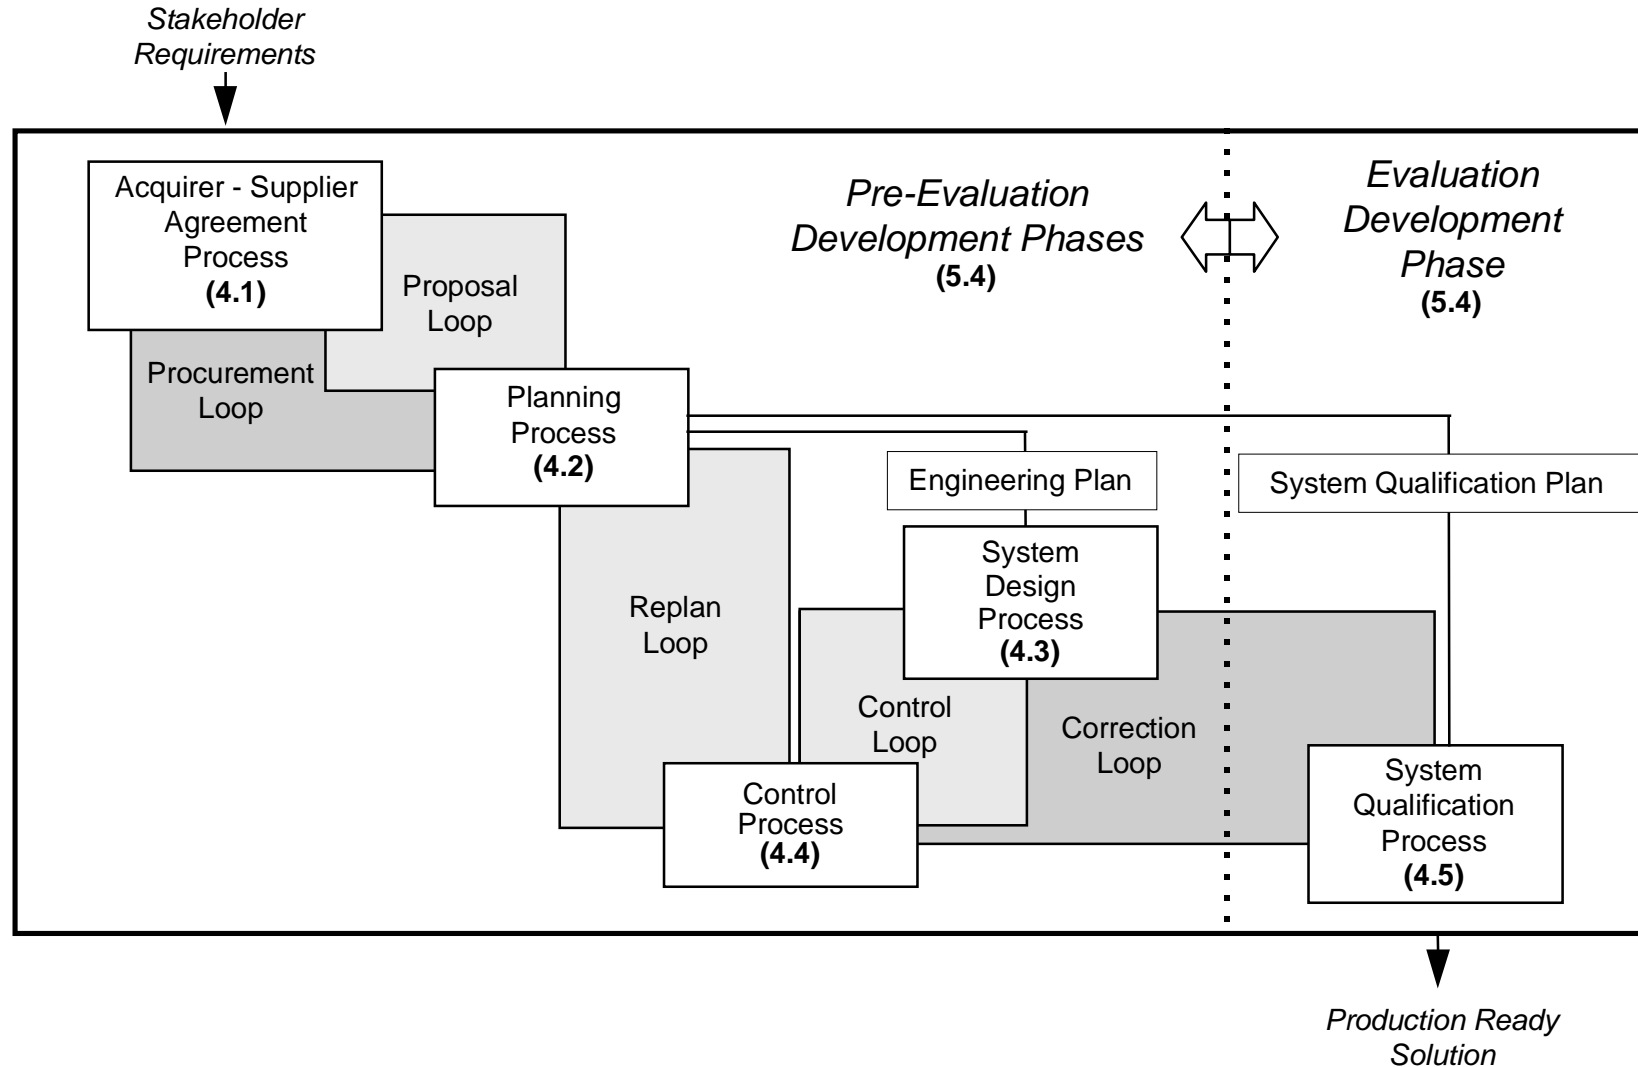 Stakeholder
Requirements
Acquirer - Supplier
Agreement
Process
(4.1)
Proposal
Loop
Procurement
Loop
Pre-Evaluation
Development Phases
(5.4)
Evaluation
Development
Phase
(5.4)
Planning
Process
(4.2)
Engineering Plan
System Qualification Plan
System
Design
Process
(4.3)
Replan
Loop
Control
Loop
Correction
Loop
Control
Process
(4.4)
System
Qualification
Process
(4.5)
Production Ready
Solution